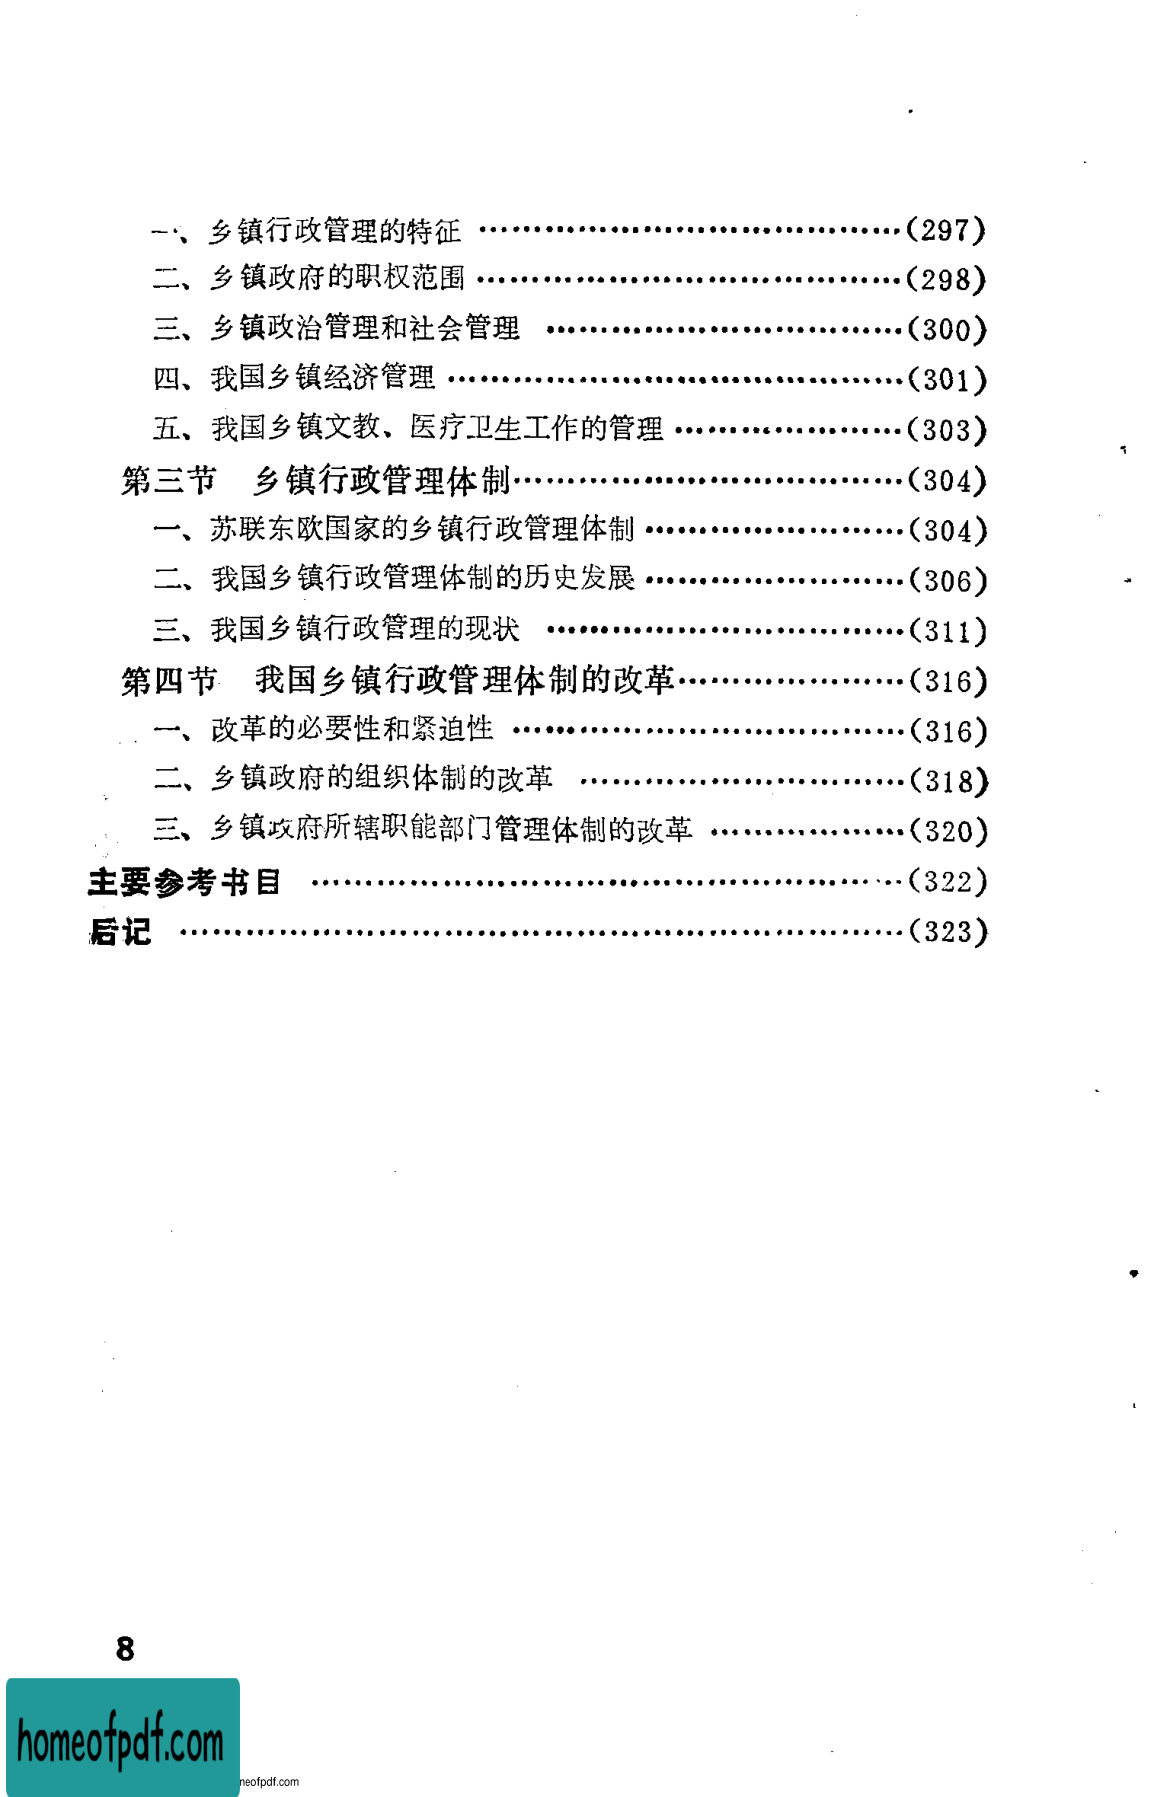 一、乡镇行政管理的特征 ……………………………………(297)
二、乡镇政府的职权范围 ……………………………………(298)
三、乡镇政治管理和社会管理 ………………………………(300)
四、我国乡镇经济管理 ………………………………………(301)
五、我国乡镇文教、医疗卫生工作的管理 …………………(303)
第三节　乡镇行政管理体制…………………………………(304)
一、苏联东欧国家的乡镇行政管理体制 ……………………(304)
二、我国乡镇行政管理体制的历史发展 ……………………(306)
三、我国乡镇行政管理的现状 ………………………………(311)
第四节　我国乡镇行政管理体制的改革……………………(316)
一、改革的必要性和紧迫性 …………………………………(316)
二、乡镇政府的组织体制的改革 ……………………………(318)
三、乡镇政府所辖职能部门管理体制的改革 ………………(320)
主要参考书目 …………………………………………………(322)
后记 ……………………………………………………………(323)
8
homeofpdf.com
neofpdf.com